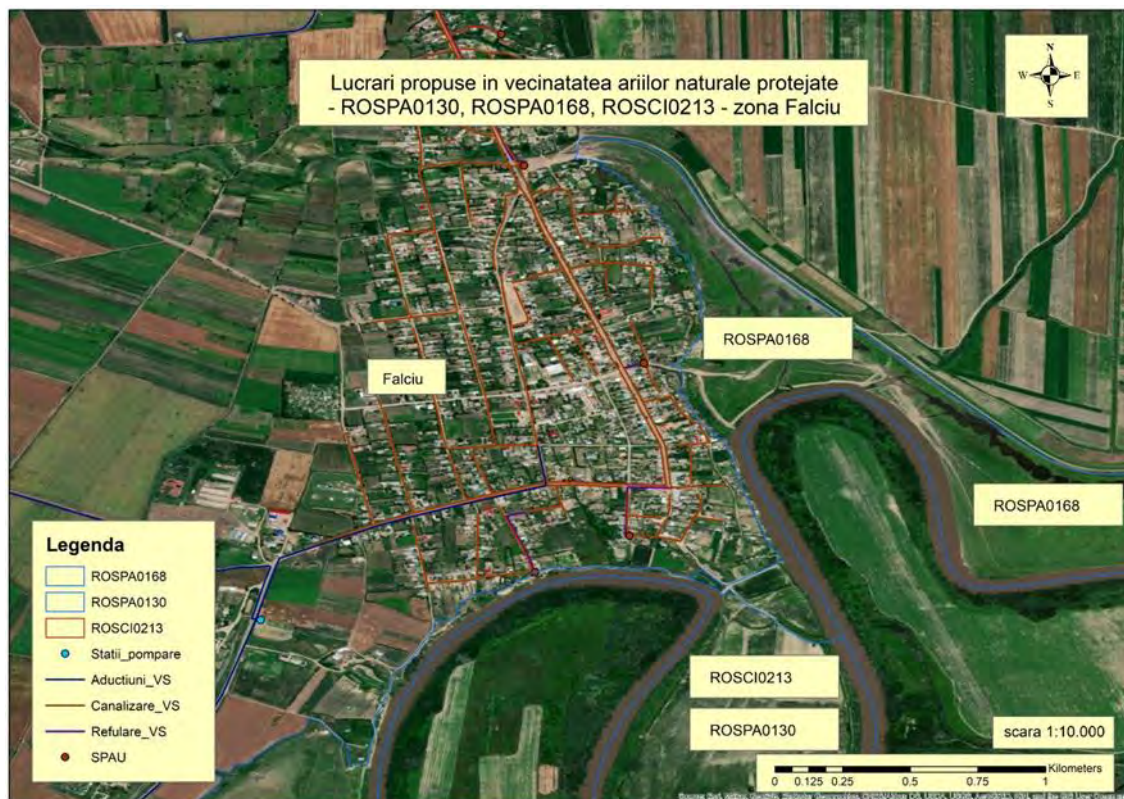 Lucrari propuse in vecinatatea ariilor naturale protejate
- ROSPA0130, ROSPA0168, ROSCI0213 - zona Falciu
N
W E
S
ROSPA0168
Falciu
ROSPA0168
Legenda
ROSPA0168
ROSPA0130
ROSCI0213
Statii_pompare
Aductiuni_VS
Canalizare_VS
Refulare_VS
SPAU
ROSCI0213
ROSPA0130
scara 1:10.000
Kilometers
0 0.125 0.25 0.5 0.75 1